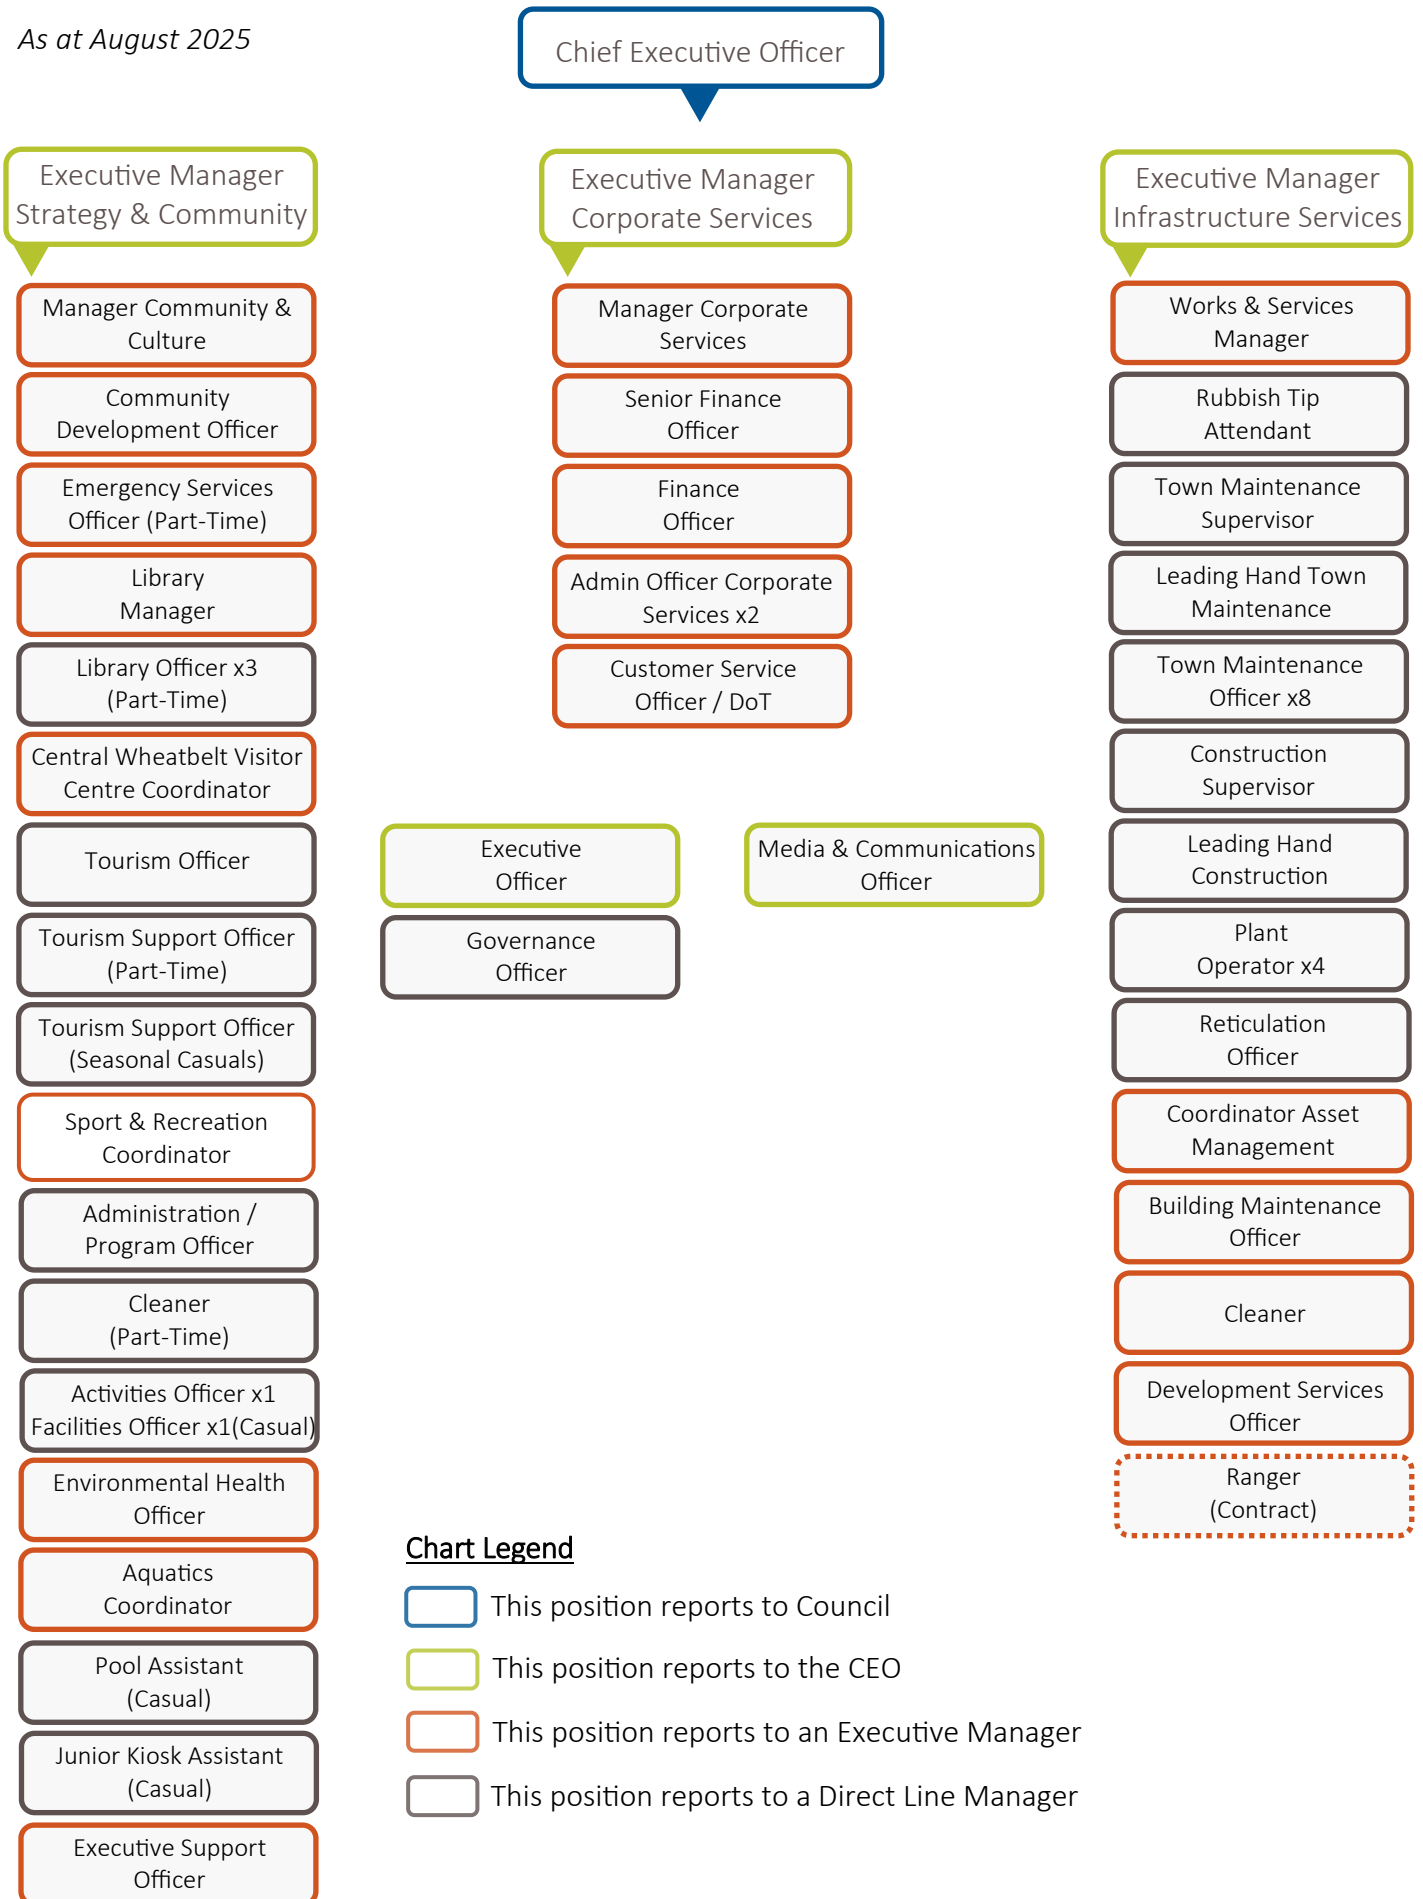 As at August 2025
Chief Executive Officer
Executive Manager
Strategy & Community
Manager Community &
Culture
Community
Development Officer
Emergency Services
Officer (Part-Time)
Library
Manager
Library Officer x3
(Part-Time)
Central Wheatbelt Visitor
Centre Coordinator
Tourism Officer
Tourism Support Officer
(Part-Time)
Tourism Support Officer
(Seasonal Casuals)
Sport & Recreation
Coordinator
Administration /
Program Officer
Cleaner
(Part-Time)
Activities Officer x1
Facilities Officer x1(Casual)
Environmental Health
Officer
Aquatics
Coordinator
Pool Assistant
(Casual)
Junior Kiosk Assistant
(Casual)
Executive Support
Officer
Executive Manager
Corporate Services
Manager Corporate
Services
Senior Finance
Officer
Finance
Officer
Admin Officer Corporate
Services x2
Customer Service
Officer / DoT
Executive
Officer
Governance
Officer
Media & Communications
Officer
Executive Manager
Infrastructure Services
Works & Services
Manager
Rubbish Tip
Attendant
Town Maintenance
Supervisor
Leading Hand Town
Maintenance
Town Maintenance
Officer x8
Construction
Supervisor
Leading Hand
Construction
Plant
Operator x4
Reticulation
Officer
Coordinator Asset
Management
Building Maintenance
Officer
Cleaner
Development Services
Officer
Ranger
(Contract)
Chart Legend
This position reports to Council
This position reports to the CEO
This position reports to an Executive Manager
This position reports to a Direct Line Manager